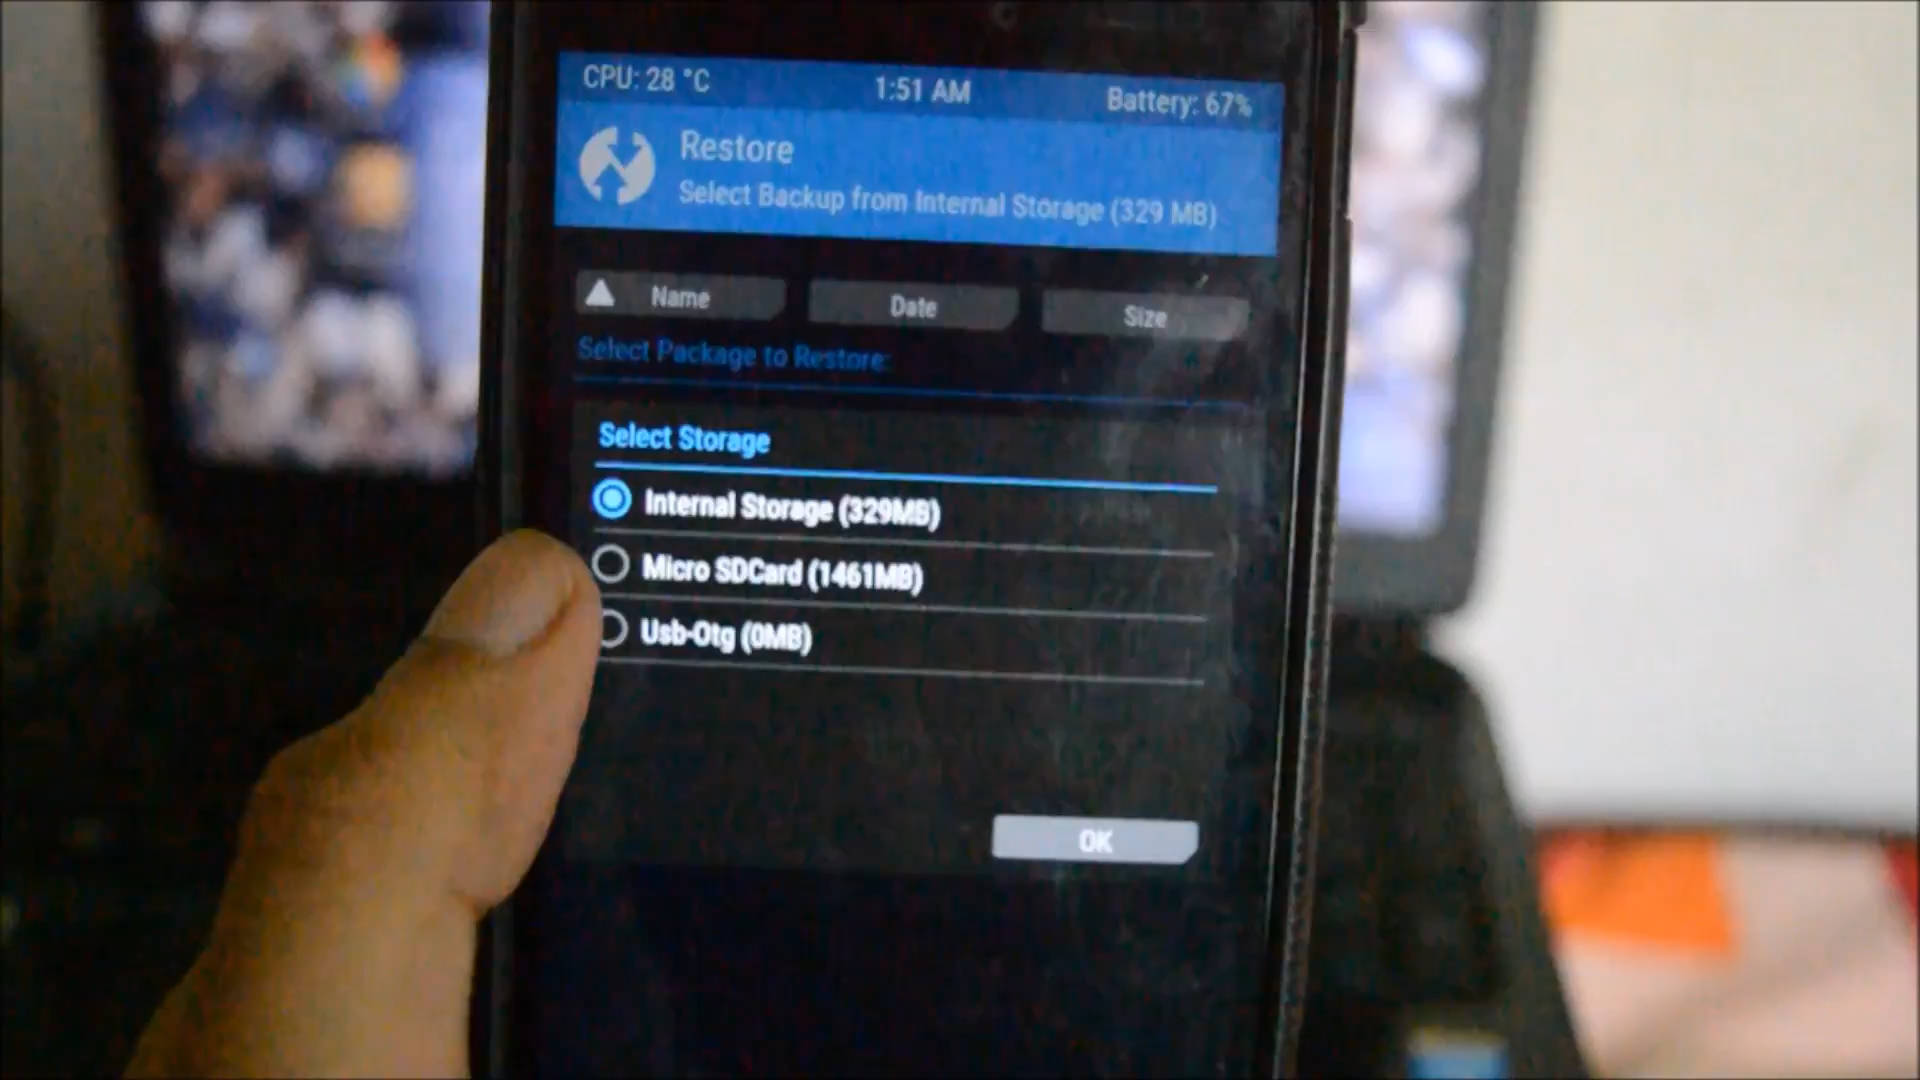 CPU: 28 °C 1:51 AM Battery: 67%
Restore
Select Backup from Internal Storage (329 MB)
Name Date Size
Select Package to Restore:
Select Storage
Internal Storage (329MB)
Micro SDCard (1461MB)
Usb-Otg (0MB)
OK